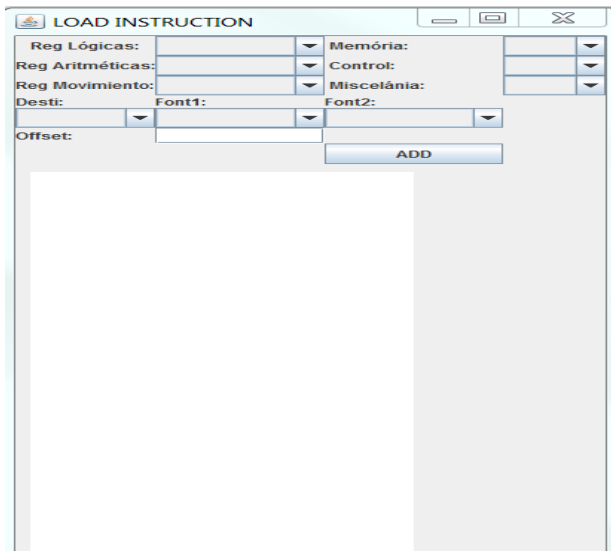 LOAD INSTRUCTION
Reg Lógicas: Memória:
Reg Aritméticas: Control:
Reg Movimiento: Miscelánia:
Desti: Font1: Font2:
Offset:
ADD